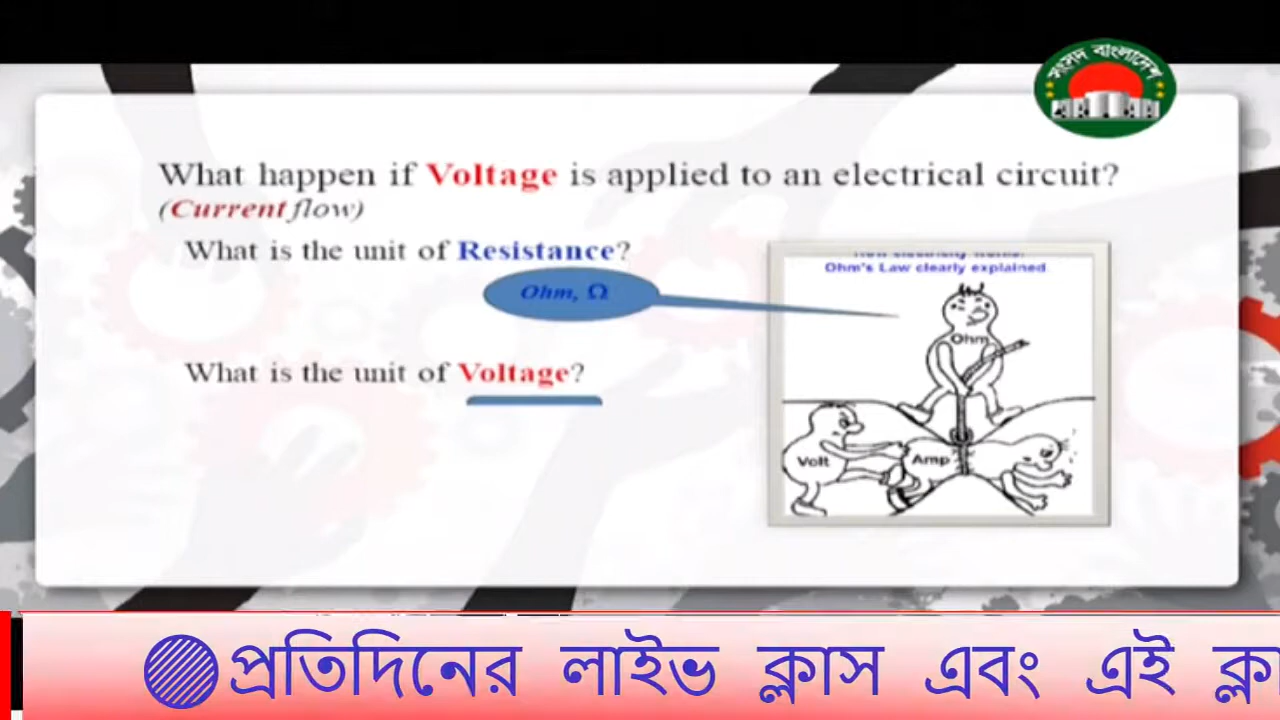 সংসদ বাংলাদেশ
What happen if Voltage is applied to an electrical circuit?
(Current flow)
What is the unit of Resistance?
Ohm, Ω
What is the unit of Voltage?
Ohm's Law clearly explained.
Ohm
Volt
Amp
প্রতিদিনের লাইভ ক্লাস এবং এই